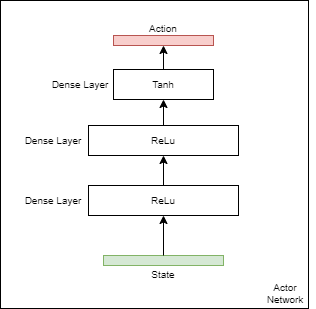 Action
Dense Layer
Tanh
Dense Layer
ReLu
Dense Layer
ReLu
State
Actor
Network